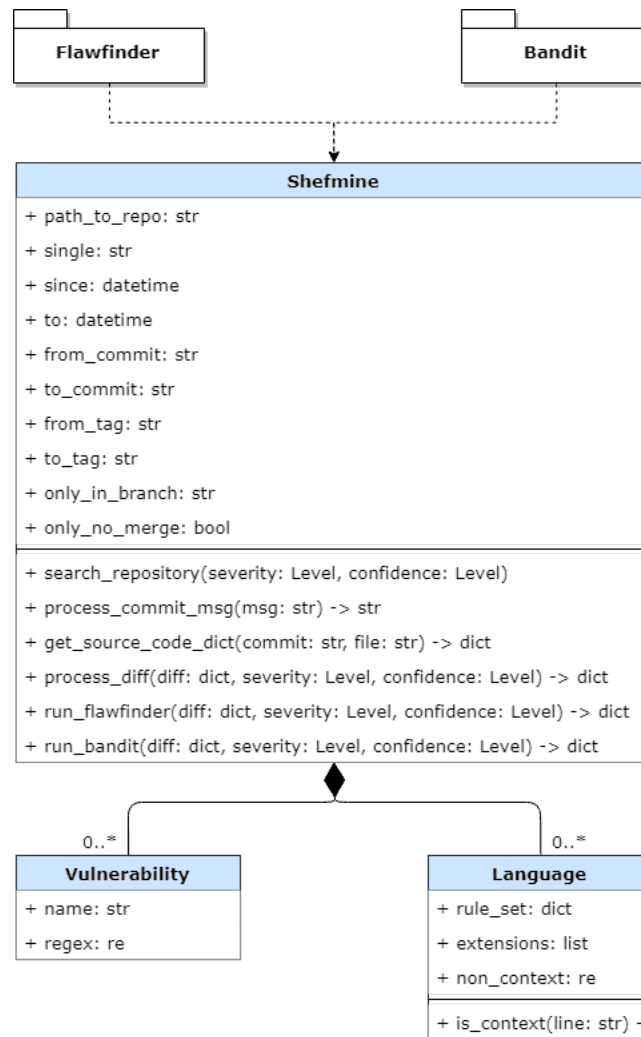 Flawfinder
Bandit
Shefmine
+ path_to_repo: str
+ single: str
+ since: datetime
+ to: datetime
+ from_commit: str
+ to_commit: str
+ from_tag: str
+ to_tag: str
+ only_in_branch: str
+ only_no_merge: bool
+ search_repository(severity: Level, confidence: Level)
+ process_commit_msg(msg: str) -> str
+ get_source_code_dict(commit: str, file: str) -> dict
+ process_diff(diff: dict, severity: Level, confidence: Level) -> dict
+ run_flawfinder(diff: dict, severity: Level, confidence: Level) -> dict
+ run_bandit(diff: dict, severity: Level, confidence: Level) -> dict
0..*
0..*
Vulnerability
+ name: str
+ regex: re
Language
+ rule_set: dict
+ extensions: list
+ non_context: re
+ is_context(line: str) -